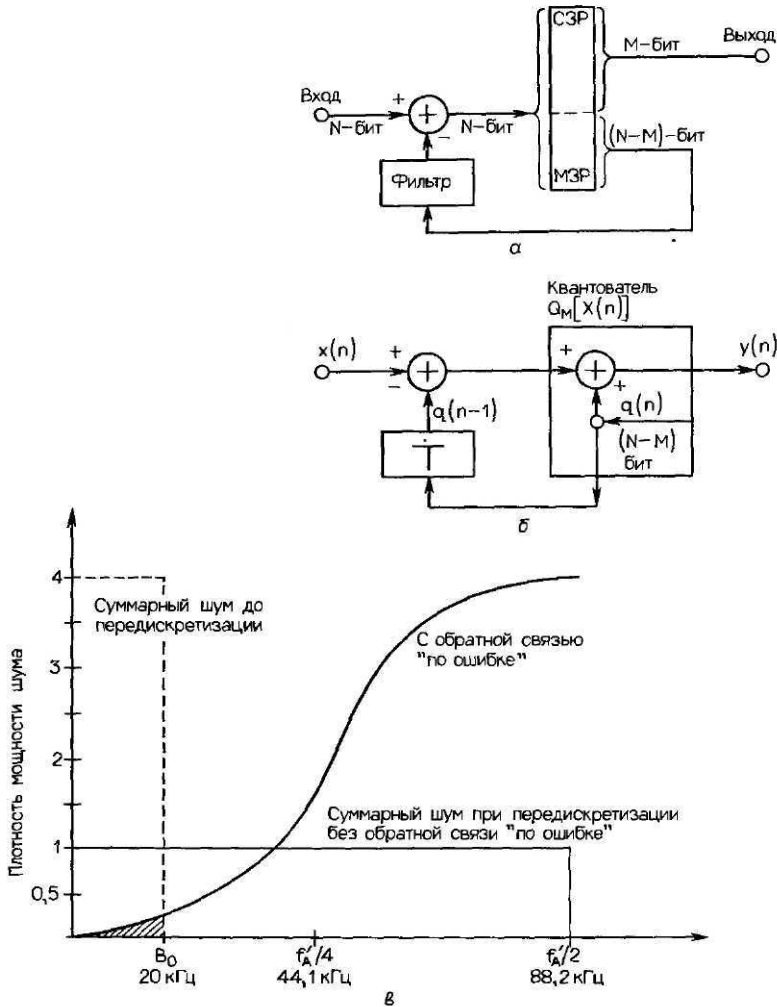 СЗР
М-бит
Выход
Вход
+
+
N-бит
–
N-бит
(N-M)-бит
Фильтр
МЗР
а
Квантователь
Q_M[X(n)]
x(n)
+
–
+
+
+
+
y(n)
q(n-1)
q(n)
(N-M)
бит
T
б
Плотность мощности шума
4
Суммарный шум до
передискретизации
С обратной связью
"по ошибке"
3
2
Суммарный шум при передискретизации
без обратной связи "по ошибке"
1
0,5
B₀
20 кГц
f'_A/4
44,1 кГц
f'_A/2
88,2 кГц
в